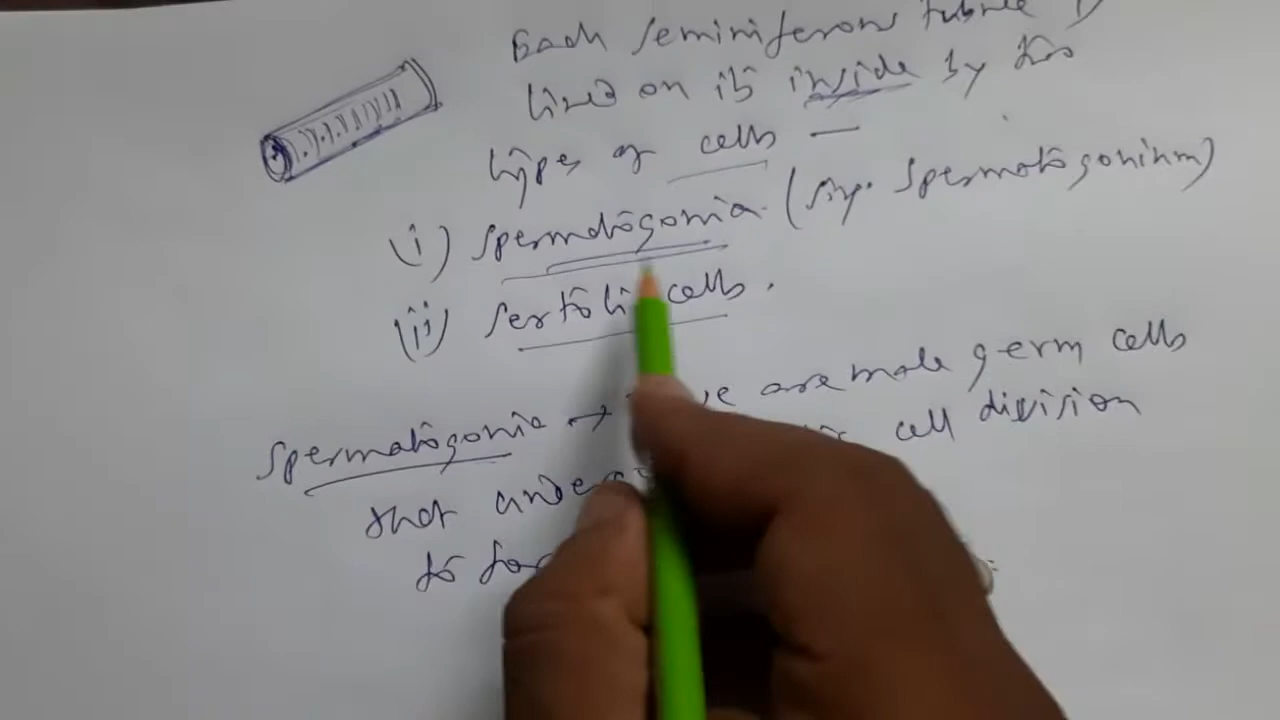 Each seminiferous tubule is
lined on its inside by two
types of cells —
(i) Spermatogonia (sing. Spermatogonium)
(ii) Sertoli cells.
Spermatogonia → are male germ cells
that cell division
to